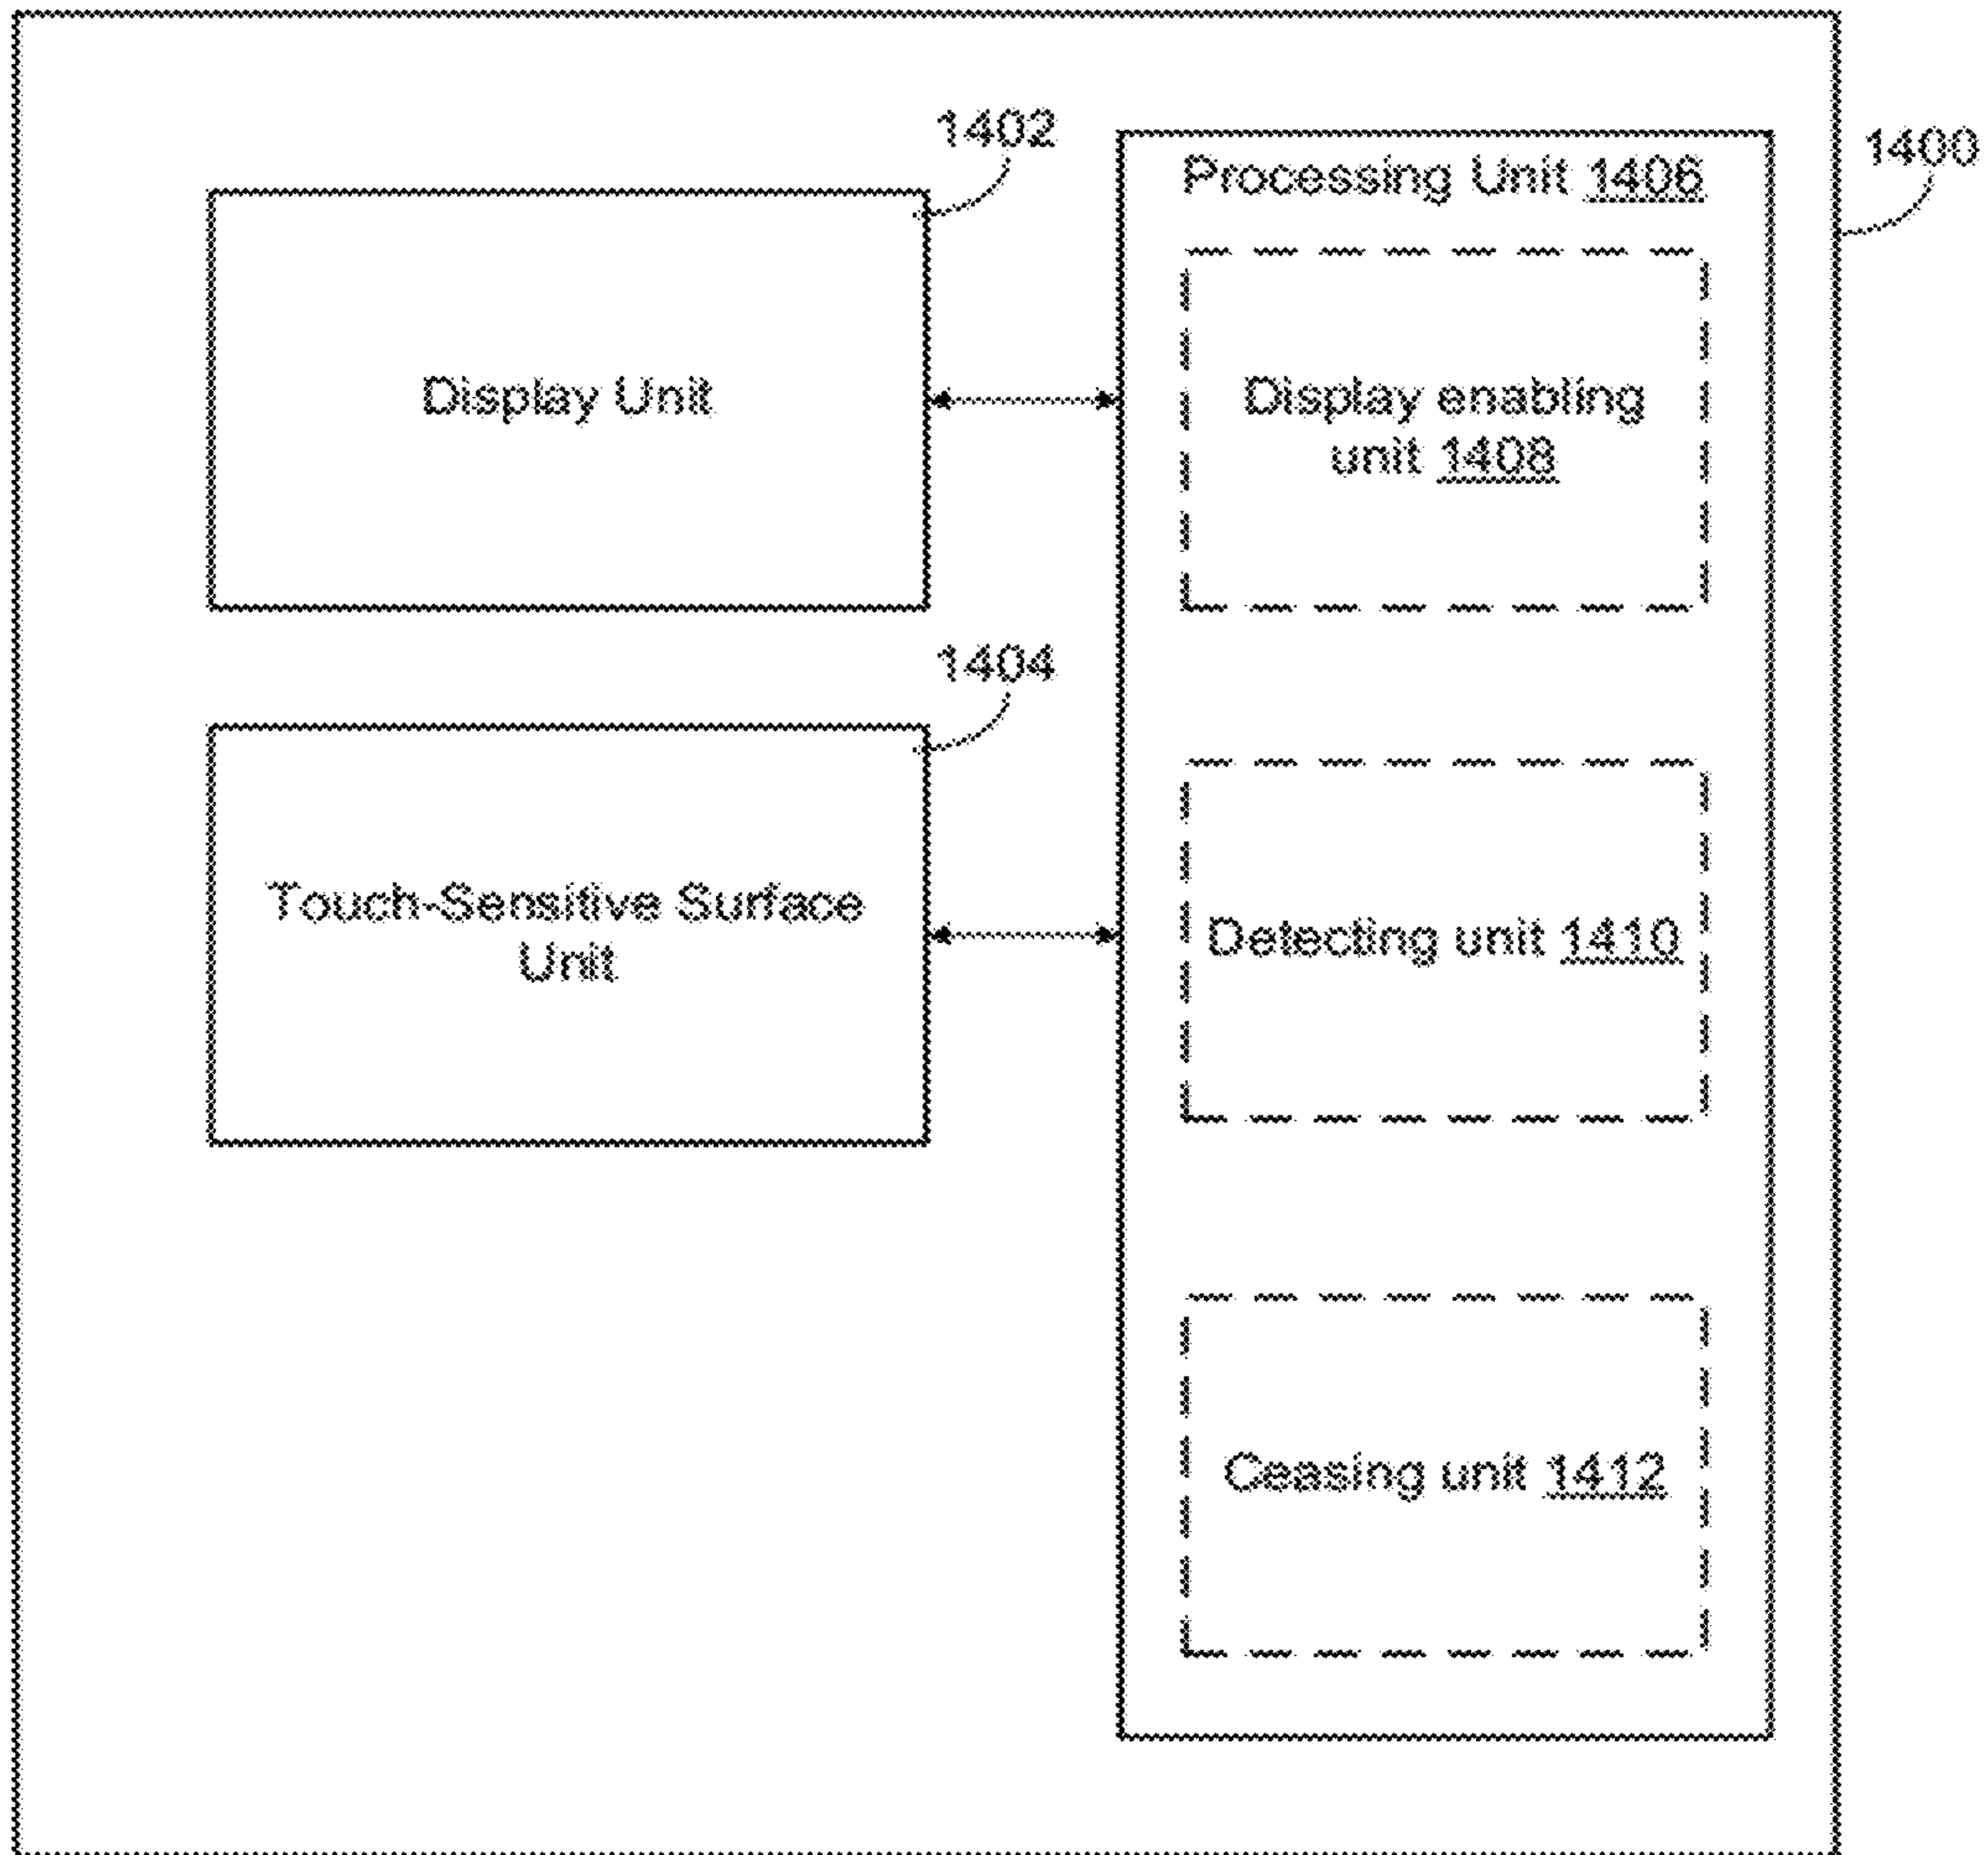 1402
1400
Processing Unit 1406
Display Unit
Display enabling
unit 1408
1404
Touch-Sensitive Surface
Unit
Detecting unit 1410
Ceasing unit 1412